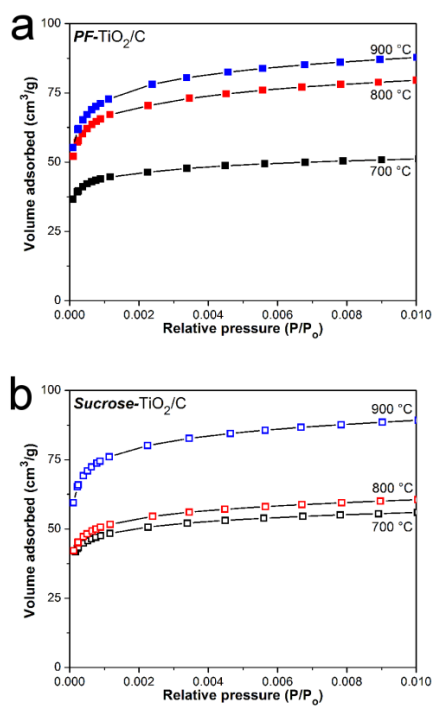 a
PF-TiO₂/C
900 °C
800 °C
700 °C
100
75
50
25
0
Volume adsorbed (cm³/g)
0.000 0.002 0.004 0.006 0.008 0.010
Relative pressure (P/Pₒ)
b
Sucrose-TiO₂/C
900 °C
800 °C
700 °C
100
75
50
25
0
Volume adsorbed (cm³/g)
0.000 0.002 0.004 0.006 0.008 0.010
Relative pressure (P/Pₒ)